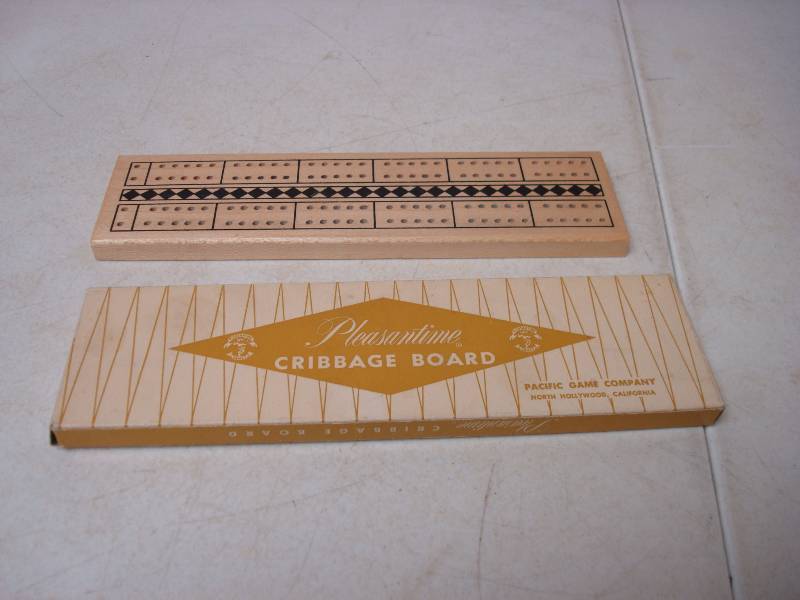 Pleasantime
CRIBBAGE BOARD
PACIFIC GAME COMPANY
NORTH HOLLYWOOD, CALIFORNIA
Pleasantime CRIBBAGE BOARD